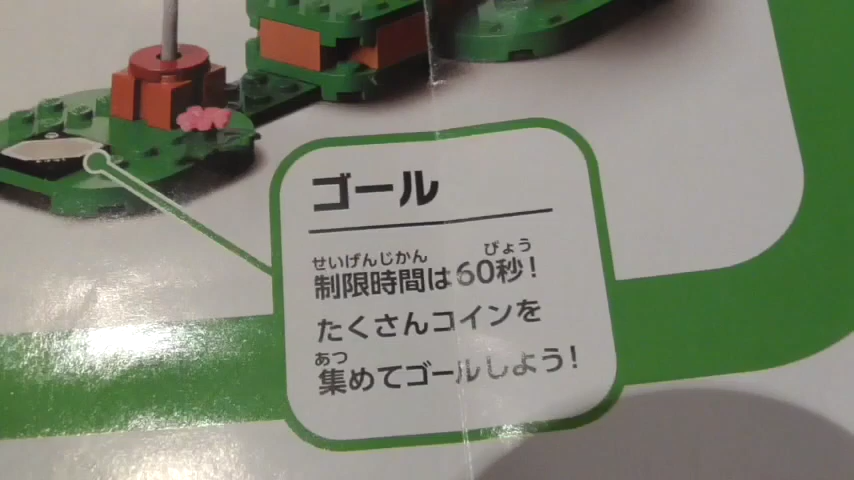 ゴール
せいげんじかん びょう
制限時間は60秒!
たくさんコインを
あつ
集めてゴールしよう!